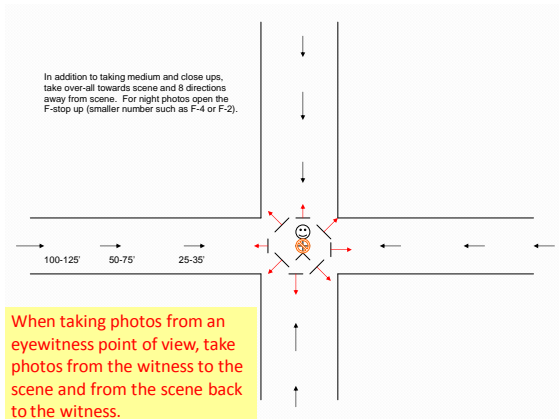 In addition to taking medium and close ups,
take over-all towards scene and 8 directions
away from scene.  For night photos open the
F-stop up (smaller number such as F-4 or F-2).
100-125'
50-75'
25-35'
When taking photos from an
eyewitness point of view, take
photos from the witness to the
scene and from the scene back
to the witness.